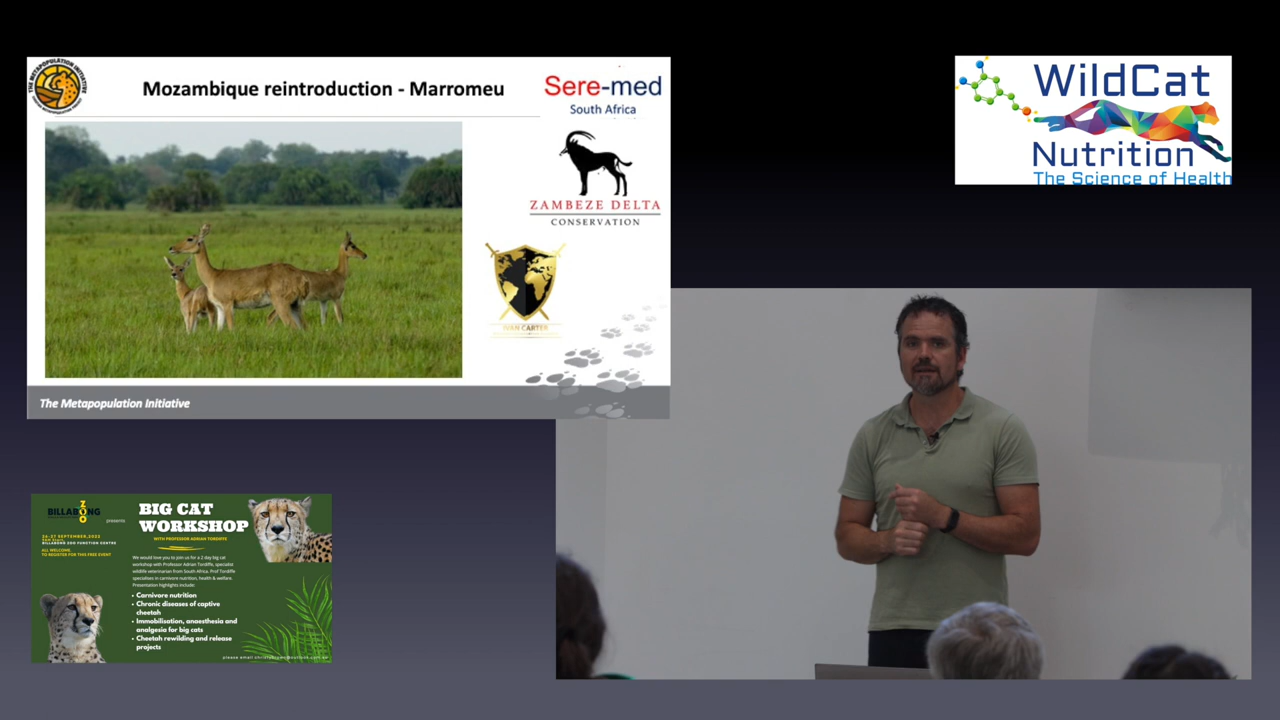 THE METAPOPULATION INITIATIVE
Mozambique reintroduction - Marromeu
Sere-med
South Africa
ZAMBEZE DELTA
CONSERVATION
IVAN CARTER
The Metapopulation Initiative
WildCat
Nutrition
The Science of Health
BILLABONG
ZOO
presents
BIG CAT
WORKSHOP
WITH PROFESSOR ADRIAN TORDIFFE
BILLABONG ZOO FUNCTION CENTRE
ALL WELCOME.
TO REGISTER FOR THIS FREE EVENT
We would love you to join us for a 2 day big cat
workshop with Professor Adrian Tordiffe, specialist
wildlife veterinarian from South Africa. Prof Tordiffe
specialises in carnivore nutrition, health & welfare.
Presentation highlights include:
• Carnivore nutrition
• Chronic diseases of captive
cheetah
• Immobilisation, anaesthesia and
analgesia for big cats
• Cheetah rewilding and release
projects
please email